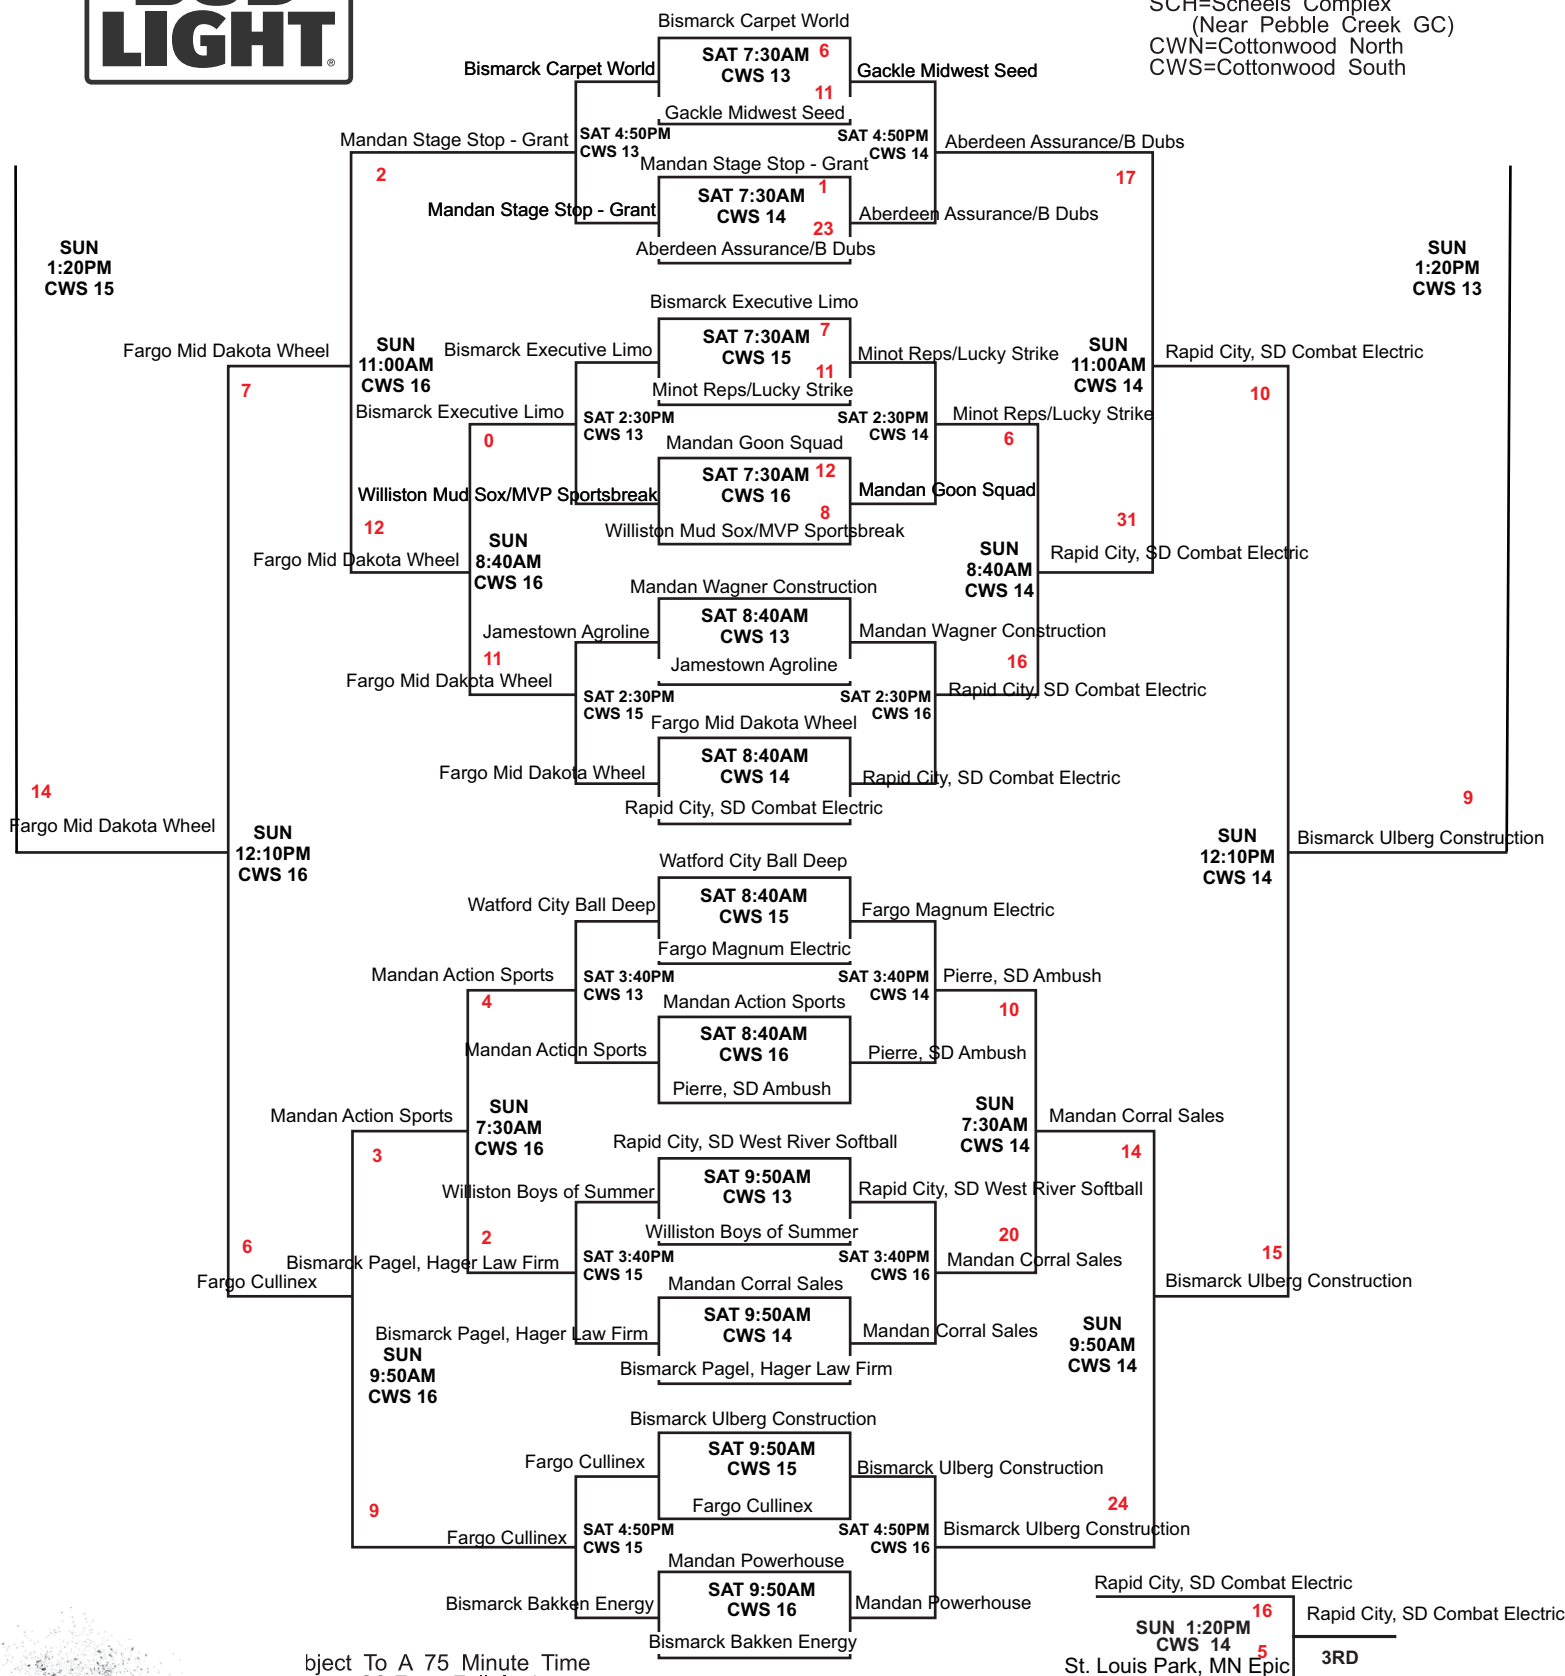 LIGHT
®
SCH=Scheels Complex
(Near Pebble Creek GC)
CWN=Cottonwood North
CWS=Cottonwood South
Bismarck Carpet World
SAT 7:30AM 6
CWS 13
11
Gackle Midwest Seed
Bismarck Carpet World
Gackle Midwest Seed
Mandan Stage Stop - Grant
2
SAT 4:50PM
CWS 13
SAT 4:50PM
CWS 14
Aberdeen Assurance/B Dubs
17
Mandan Stage Stop - Grant
SAT 7:30AM 1
CWS 14
23
Aberdeen Assurance/B Dubs
Mandan Stage Stop - Grant
Aberdeen Assurance/B Dubs
SUN
1:20PM
CWS 15
SUN
1:20PM
CWS 13
Bismarck Executive Limo
SAT 7:30AM 7
CWS 15
11
Minot Reps/Lucky Strike
Bismarck Executive Limo
Minot Reps/Lucky Strike
Fargo Mid Dakota Wheel
7
SUN
11:00AM
CWS 16
SUN
11:00AM
CWS 14
Rapid City, SD Combat Electric
10
Bismarck Executive Limo
0
SAT 2:30PM
CWS 13
SAT 2:30PM
CWS 14
Minot Reps/Lucky Strike
6
Mandan Goon Squad
SAT 7:30AM 12
CWS 16
8
Williston Mud Sox/MVP Sportsbreak
Williston Mud Sox/MVP Sportsbreak
Mandan Goon Squad
12
Fargo Mid Dakota Wheel
SUN
8:40AM
CWS 16
SUN
8:40AM
CWS 14
31
Rapid City, SD Combat Electric
Mandan Wagner Construction
SAT 8:40AM
CWS 13
Jamestown Agroline
Jamestown Agroline
Mandan Wagner Construction
11
Fargo Mid Dakota Wheel
SAT 2:30PM
CWS 15
SAT 2:30PM
CWS 16
16
Rapid City, SD Combat Electric
Fargo Mid Dakota Wheel
SAT 8:40AM
CWS 14
Rapid City, SD Combat Electric
Fargo Mid Dakota Wheel
Rapid City, SD Combat Electric
14
Fargo Mid Dakota Wheel
SUN
12:10PM
CWS 16
SUN
12:10PM
CWS 14
9
Bismarck Ulberg Construction
Watford City Ball Deep
SAT 8:40AM
CWS 15
Fargo Magnum Electric
Watford City Ball Deep
Fargo Magnum Electric
Mandan Action Sports
4
SAT 3:40PM
CWS 13
SAT 3:40PM
CWS 14
Pierre, SD Ambush
10
Mandan Action Sports
SAT 8:40AM
CWS 16
Pierre, SD Ambush
Mandan Action Sports
Pierre, SD Ambush
Mandan Action Sports
3
SUN
7:30AM
CWS 16
SUN
7:30AM
CWS 14
Mandan Corral Sales
14
Rapid City, SD West River Softball
SAT 9:50AM
CWS 13
Williston Boys of Summer
Williston Boys of Summer
Rapid City, SD West River Softball
2
Bismarck Pagel, Hager Law Firm
SAT 3:40PM
CWS 15
SAT 3:40PM
CWS 16
20
Mandan Corral Sales
6
Fargo Cullinex
15
Bismarck Ulberg Construction
Mandan Corral Sales
SAT 9:50AM
CWS 14
Bismarck Pagel, Hager Law Firm
Bismarck Pagel, Hager Law Firm
Mandan Corral Sales
SUN
9:50AM
CWS 16
SUN
9:50AM
CWS 14
Bismarck Ulberg Construction
SAT 9:50AM
CWS 15
Fargo Cullinex
Fargo Cullinex
Bismarck Ulberg Construction
9
Fargo Cullinex
SAT 4:50PM
CWS 15
SAT 4:50PM
CWS 16
24
Bismarck Ulberg Construction
Mandan Powerhouse
SAT 9:50AM
CWS 16
Bismarck Bakken Energy
Bismarck Bakken Energy
Mandan Powerhouse
Rapid City, SD Combat Electric
16
SUN 1:20PM
CWS 14
5
St. Louis Park, MN Epic
Rapid City, SD Combat Electric
3RD
bject To A 75 Minute Time